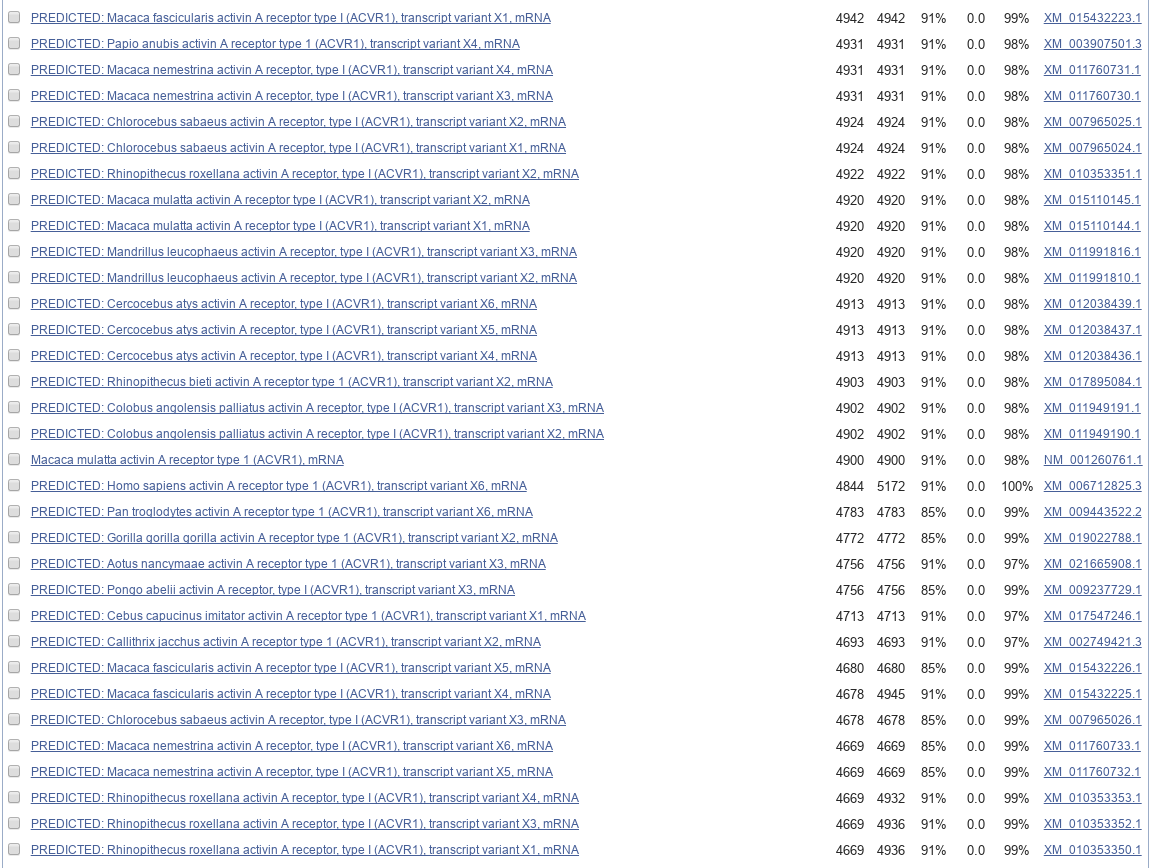 PREDICTED: Macaca fascicularis activin A receptor type I (ACVR1), transcript variant X1, mRNA 4942 4942 91% 0.0 99% XM_015432223.1
PREDICTED: Papio anubis activin A receptor type 1 (ACVR1), transcript variant X4, mRNA 4931 4931 91% 0.0 98% XM_003907501.3
PREDICTED: Macaca nemestrina activin A receptor, type I (ACVR1), transcript variant X4, mRNA 4931 4931 91% 0.0 98% XM_011760731.1
PREDICTED: Macaca nemestrina activin A receptor, type I (ACVR1), transcript variant X3, mRNA 4931 4931 91% 0.0 98% XM_011760730.1
PREDICTED: Chlorocebus sabaeus activin A receptor, type I (ACVR1), transcript variant X2, mRNA 4924 4924 91% 0.0 98% XM_007965025.1
PREDICTED: Chlorocebus sabaeus activin A receptor, type I (ACVR1), transcript variant X1, mRNA 4924 4924 91% 0.0 98% XM_007965024.1
PREDICTED: Rhinopithecus roxellana activin A receptor, type I (ACVR1), transcript variant X2, mRNA 4922 4922 91% 0.0 98% XM_010353351.1
PREDICTED: Macaca mulatta activin A receptor type I (ACVR1), transcript variant X2, mRNA 4920 4920 91% 0.0 98% XM_015110145.1
PREDICTED: Macaca mulatta activin A receptor type I (ACVR1), transcript variant X1, mRNA 4920 4920 91% 0.0 98% XM_015110144.1
PREDICTED: Mandrillus leucophaeus activin A receptor, type I (ACVR1), transcript variant X3, mRNA 4920 4920 91% 0.0 98% XM_011991816.1
PREDICTED: Mandrillus leucophaeus activin A receptor, type I (ACVR1), transcript variant X2, mRNA 4920 4920 91% 0.0 98% XM_011991810.1
PREDICTED: Cercocebus atys activin A receptor, type I (ACVR1), transcript variant X6, mRNA 4913 4913 91% 0.0 98% XM_012038439.1
PREDICTED: Cercocebus atys activin A receptor, type I (ACVR1), transcript variant X5, mRNA 4913 4913 91% 0.0 98% XM_012038437.1
PREDICTED: Cercocebus atys activin A receptor, type I (ACVR1), transcript variant X4, mRNA 4913 4913 91% 0.0 98% XM_012038436.1
PREDICTED: Rhinopithecus bieti activin A receptor type 1 (ACVR1), transcript variant X2, mRNA 4903 4903 91% 0.0 98% XM_017895084.1
PREDICTED: Colobus angolensis palliatus activin A receptor, type I (ACVR1), transcript variant X3, mRNA 4902 4902 91% 0.0 98% XM_011949191.1
PREDICTED: Colobus angolensis palliatus activin A receptor, type I (ACVR1), transcript variant X2, mRNA 4902 4902 91% 0.0 98% XM_011949190.1
Macaca mulatta activin A receptor type 1 (ACVR1), mRNA 4900 4900 91% 0.0 98% NM_001260761.1
PREDICTED: Homo sapiens activin A receptor type 1 (ACVR1), transcript variant X6, mRNA 4844 5172 91% 0.0 100% XM_006712825.3
PREDICTED: Pan troglodytes activin A receptor type 1 (ACVR1), transcript variant X6, mRNA 4783 4783 85% 0.0 99% XM_009443522.2
PREDICTED: Gorilla gorilla gorilla activin A receptor type 1 (ACVR1), transcript variant X2, mRNA 4772 4772 85% 0.0 99% XM_019022788.1
PREDICTED: Aotus nancymaae activin A receptor type 1 (ACVR1), transcript variant X3, mRNA 4756 4756 91% 0.0 97% XM_021665908.1
PREDICTED: Pongo abelii activin A receptor, type I (ACVR1), transcript variant X3, mRNA 4756 4756 85% 0.0 99% XM_009237729.1
PREDICTED: Cebus capucinus imitator activin A receptor type 1 (ACVR1), transcript variant X1, mRNA 4713 4713 91% 0.0 97% XM_017547246.1
PREDICTED: Callithrix jacchus activin A receptor type 1 (ACVR1), transcript variant X2, mRNA 4693 4693 91% 0.0 97% XM_002749421.3
PREDICTED: Macaca fascicularis activin A receptor type I (ACVR1), transcript variant X5, mRNA 4680 4680 85% 0.0 99% XM_015432226.1
PREDICTED: Macaca fascicularis activin A receptor type I (ACVR1), transcript variant X4, mRNA 4678 4945 91% 0.0 99% XM_015432225.1
PREDICTED: Chlorocebus sabaeus activin A receptor, type I (ACVR1), transcript variant X3, mRNA 4678 4678 85% 0.0 99% XM_007965026.1
PREDICTED: Macaca nemestrina activin A receptor, type I (ACVR1), transcript variant X6, mRNA 4669 4669 85% 0.0 99% XM_011760733.1
PREDICTED: Macaca nemestrina activin A receptor, type I (ACVR1), transcript variant X5, mRNA 4669 4669 85% 0.0 99% XM_011760732.1
PREDICTED: Rhinopithecus roxellana activin A receptor, type I (ACVR1), transcript variant X4, mRNA 4669 4932 91% 0.0 99% XM_010353353.1
PREDICTED: Rhinopithecus roxellana activin A receptor, type I (ACVR1), transcript variant X3, mRNA 4669 4936 91% 0.0 99% XM_010353352.1
PREDICTED: Rhinopithecus roxellana activin A receptor, type I (ACVR1), transcript variant X1, mRNA 4669 4936 91% 0.0 99% XM_010353350.1